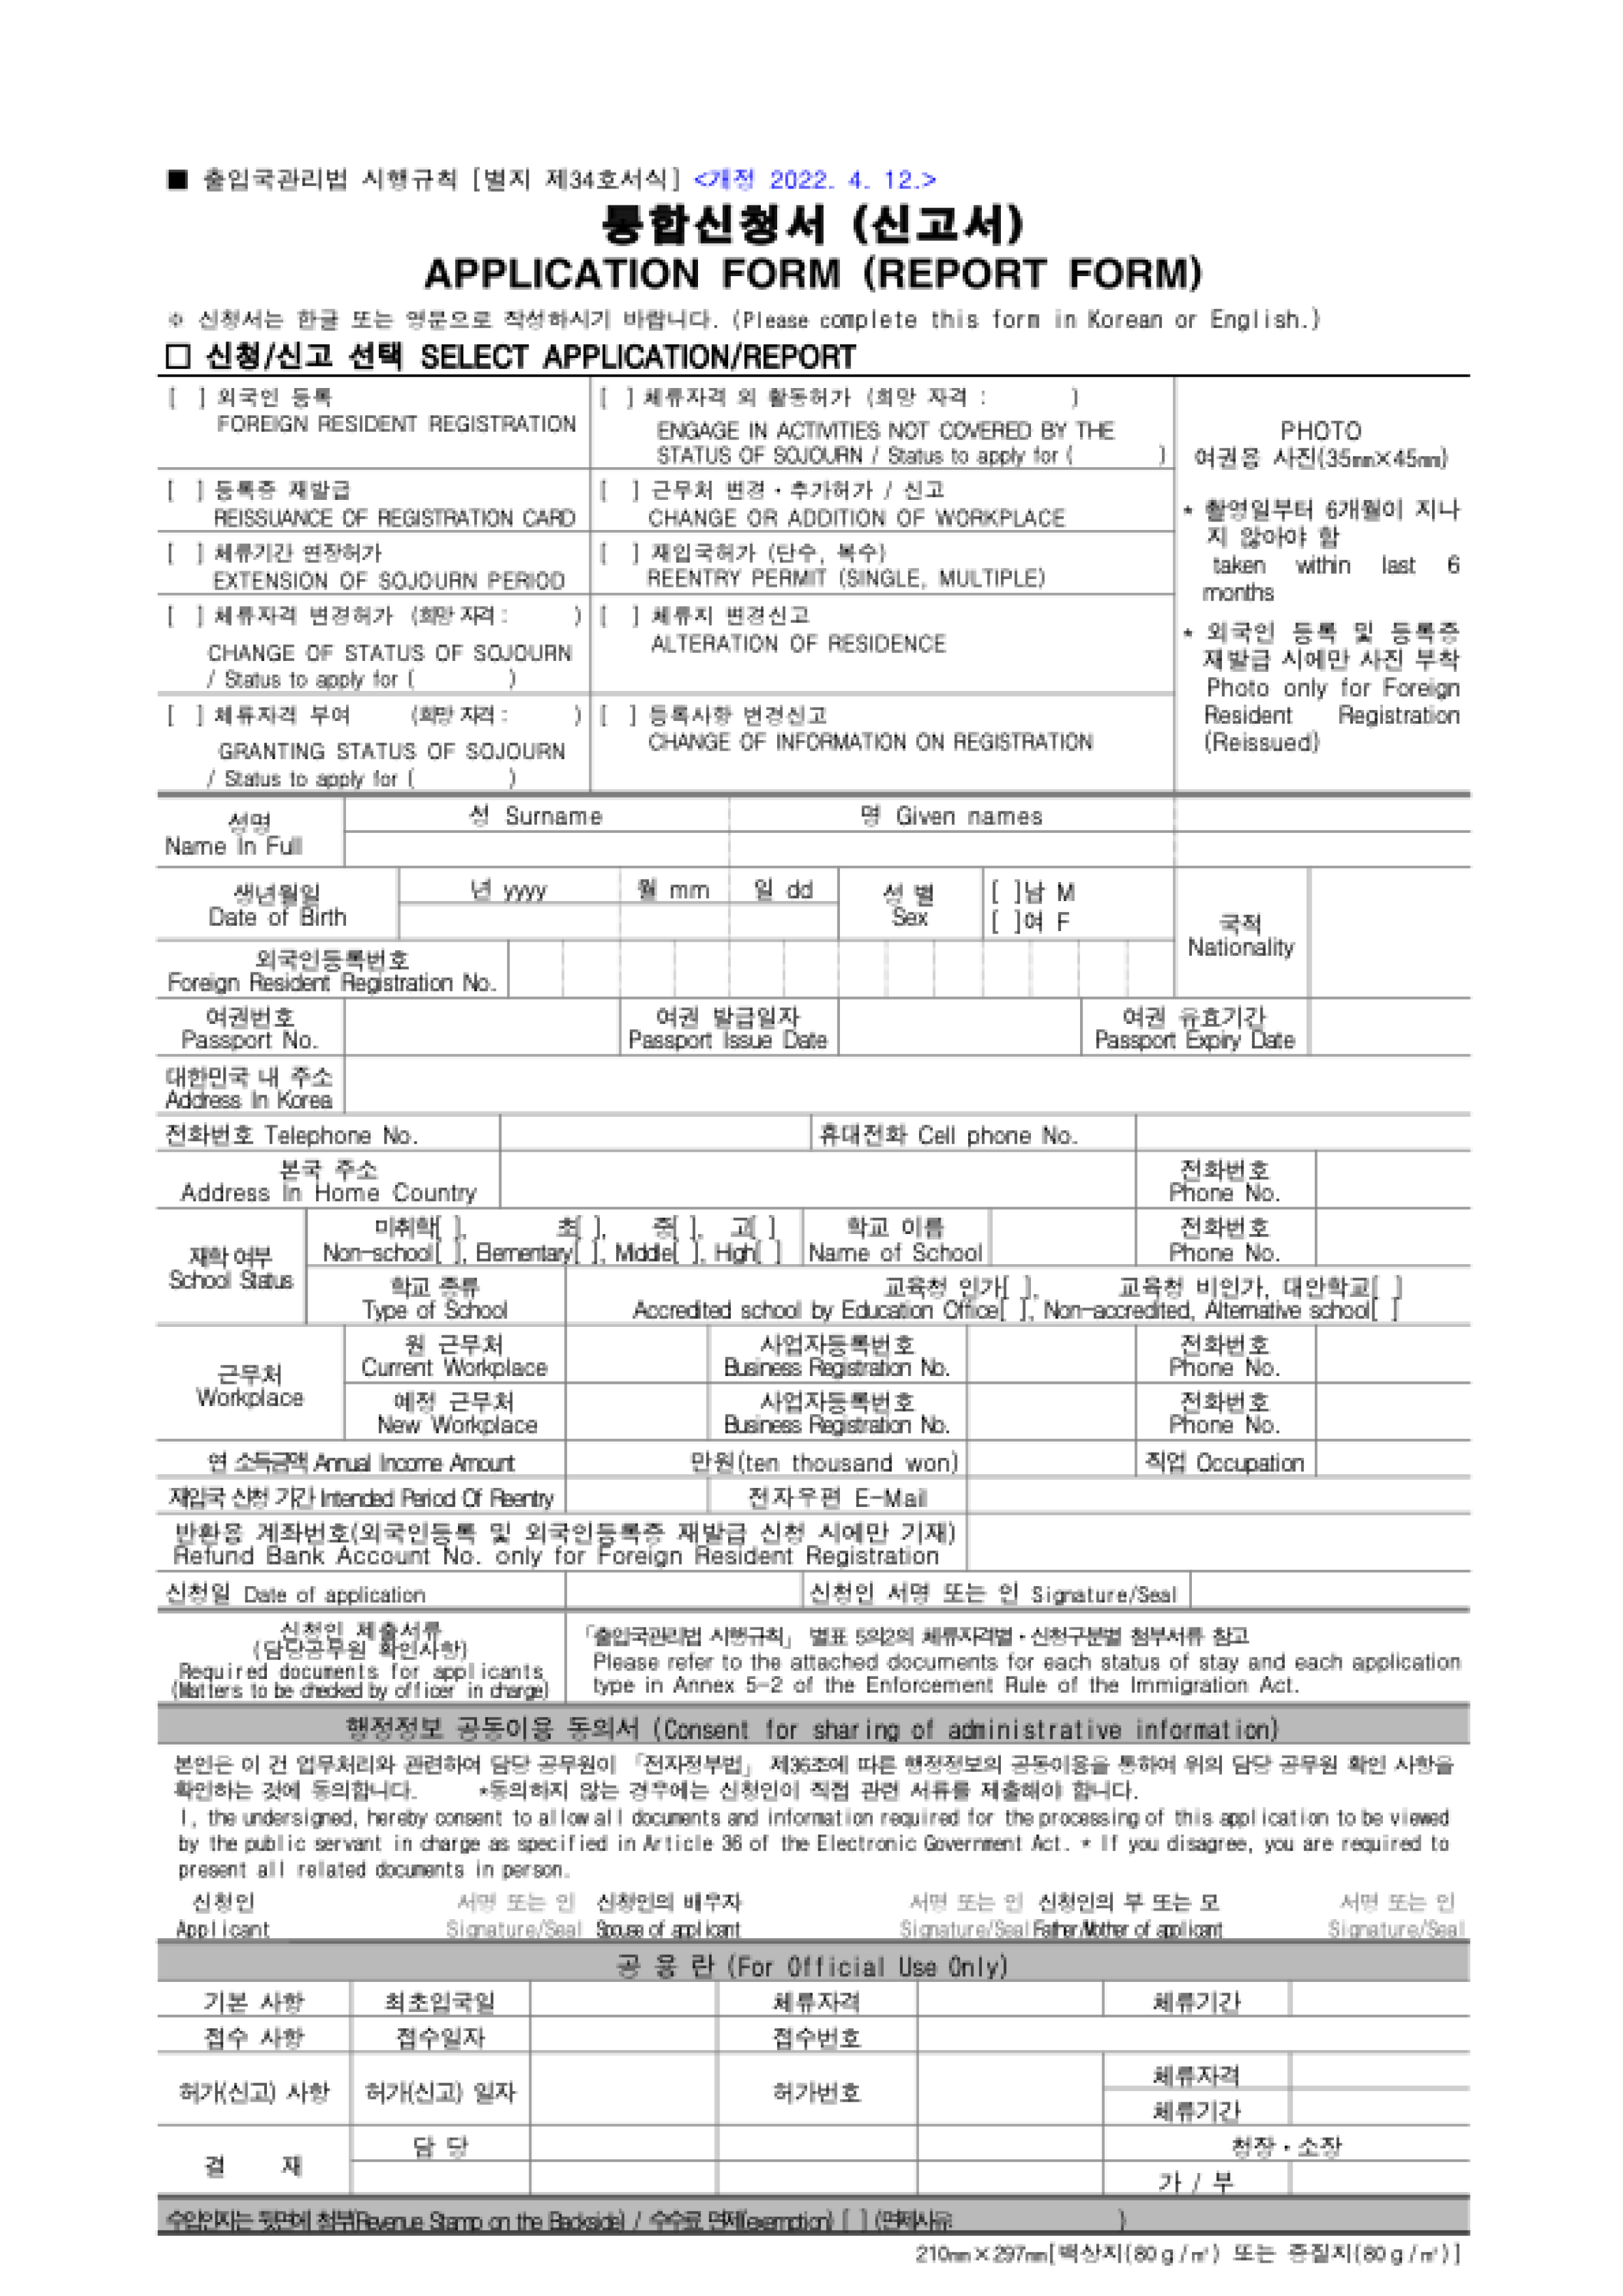 ■ 출입국관리법 시행규칙 [별지 제34호서식] <개정 2022. 4. 12.>
통합신청서 (신고서)
APPLICATION FORM (REPORT FORM)
※ 신청서는 한글 또는 영문으로 작성하시기 바랍니다. (Please complete this form in Korean or English.)
□ 신청/신고 선택 SELECT APPLICATION/REPORT
[ ] 외국인 등록
FOREIGN RESIDENT REGISTRATION
[ ] 체류자격 외 활동허가 (희망 자격 : )
ENGAGE IN ACTIVITIES NOT COVERED BY THE
STATUS OF SOJOURN / Status to apply for ( )
[ ] 등록증 재발급
REISSUANCE OF REGISTRATION CARD
[ ] 근무처 변경·추가허가 / 신고
CHANGE OR ADDITION OF WORKPLACE
[ ] 체류기간 연장허가
EXTENSION OF SOJOURN PERIOD
[ ] 재입국허가 (단수, 복수)
REENTRY PERMIT (SINGLE, MULTIPLE)
[ ] 체류자격 변경허가 (희망 자격 : )
CHANGE OF STATUS OF SOJOURN
/ Status to apply for ( )
[ ] 체류지 변경신고
ALTERATION OF RESIDENCE
[ ] 체류자격 부여 (희망 자격 : )
GRANTING STATUS OF SOJOURN
/ Status to apply for ( )
[ ] 등록사항 변경신고
CHANGE OF INFORMATION ON REGISTRATION
PHOTO
여권용 사진(35㎜×45㎜)
* 촬영일부터 6개월이 지나
지 않아야 함
taken within last 6
months
* 외국인 등록 및 등록증
재발급 시에만 사진 부착
Photo only for Foreign
Resident Registration
(Reissued)
성명
Name In Full
성 Surname
명 Given names
생년월일
Date of Birth
년 yyyy
월 mm
일 dd
성 별
Sex
[ ]남 M
[ ]여 F
국적
Nationality
외국인등록번호
Foreign Resident Registration No.
여권번호
Passport No.
여권 발급일자
Passport Issue Date
여권 유효기간
Passport Expiry Date
대한민국 내 주소
Address In Korea
전화번호 Telephone No.
휴대전화 Cell phone No.
본국 주소
Address In Home Country
전화번호
Phone No.
재학 여부
School Status
미취학[ ], 초[ ], 중[ ], 고[ ]
Non-school[ ], Elementary[ ], Middle[ ], High[ ]
학교 이름
Name of School
전화번호
Phone No.
학교 종류
Type of School
교육청 인가[ ], 교육청 비인가, 대안학교[ ]
Accredited school by Education Office[ ], Non-accredited, Alternative school[ ]
근무처
Workplace
원 근무처
Current Workplace
사업자등록번호
Business Registration No.
전화번호
Phone No.
예정 근무처
New Workplace
사업자등록번호
Business Registration No.
전화번호
Phone No.
연 소득금액 Annual Income Amount
만원(ten thousand won)
직업 Occupation
재입국 신청 기간 Intended Period Of Reentry
전자우편 E-Mail
반환용 계좌번호(외국인등록 및 외국인등록증 재발급 신청 시에만 기재)
Refund Bank Account No. only for Foreign Resident Registration
신청일 Date of application
신청인 서명 또는 인 Signature/Seal
신청인 제출서류
(담당공무원 확인사항)
Required documents for applicants
(Matters to be checked by officer in charge)
「출입국관리법 시행규칙」 별표 5의2의 체류자격별·신청구분별 첨부서류 참고
Please refer to the attached documents for each status of stay and each application
type in Annex 5-2 of the Enforcement Rule of the Immigration Act.
행정정보 공동이용 동의서 (Consent for sharing of administrative information)
본인은 이 건 업무처리와 관련하여 담당 공무원이 「전자정부법」 제36조에 따른 행정정보의 공동이용을 통하여 위의 담당 공무원 확인 사항을
확인하는 것에 동의합니다. *동의하지 않는 경우에는 신청인이 직접 관련 서류를 제출해야 합니다.
I, the undersigned, hereby consent to allow all documents and information required for the processing of this application to be viewed
by the public servant in charge as specified in Article 36 of the Electronic Government Act. * If you disagree, you are required to
present all related documents in person.
신청인 서명 또는 인 신청인의 배우자 서명 또는 인 신청인의 부 또는 모 서명 또는 인
Applicant Signature/Seal Spouse of applicant Signature/Seal Father/Mother of applicant Signature/Seal
공 용 란 (For Official Use Only)
기본 사항 최초입국일 체류자격 체류기간
접수 사항 접수일자 접수번호
허가(신고) 사항 허가(신고) 일자 허가번호 체류자격
체류기간
결 재 담 당 청장·소장
가 / 부
수입인지는 뒷면에 첨부(Revenue Stamp on the Backside) / 수수료 면제(exemption) [ ] (면제사유: )
210㎜×297㎜[백상지(80ｇ/㎡) 또는 중질지(80ｇ/㎡)]